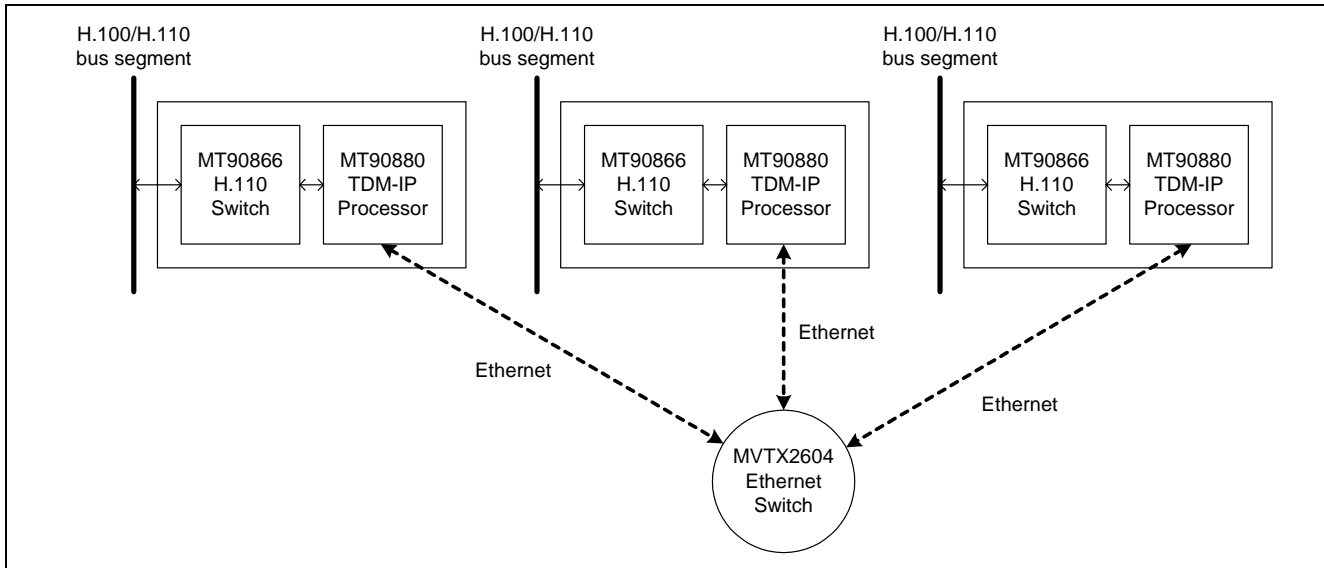 H.100/H.110
bus segment
H.100/H.110
bus segment
H.100/H.110
bus segment
MT90866
H.110
Switch
MT90880
TDM-IP
Processor
MT90866
H.110
Switch
MT90880
TDM-IP
Processor
MT90866
H.110
Switch
MT90880
TDM-IP
Processor
Ethernet
Ethernet
Ethernet
MVTX2604
Ethernet
Switch